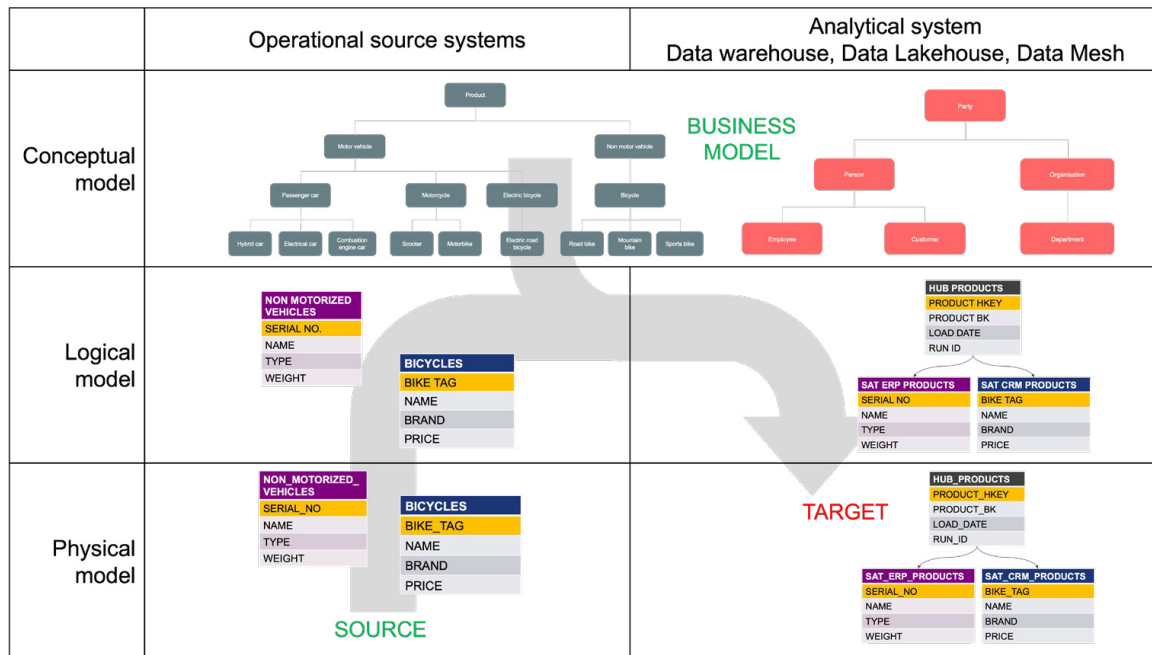 Operational source systems
Analytical system
Data warehouse, Data Lakehouse, Data Mesh
Conceptual
model
Product
Motor vehicle
Non motor vehicle
Passenger car
Motorcycle
Electric bicycle
Bicycle
Hybrid car
Electrical car
Combustion
engine car
Scooter
Motorbike
Electric road
bicycle
Road bike
Mountain
bike
Sports bike
BUSINESS
MODEL
Party
Person
Organisation
Employee
Customer
Department
Logical
model
NON MOTORIZED
VEHICLES
SERIAL NO.
NAME
TYPE
WEIGHT
BICYCLES
BIKE TAG
NAME
BRAND
PRICE
HUB PRODUCTS
PRODUCT HKEY
PRODUCT BK
LOAD DATE
RUN ID
SAT ERP PRODUCTS
SERIAL NO
NAME
TYPE
WEIGHT
SAT CRM PRODUCTS
BIKE TAG
NAME
BRAND
PRICE
Physical
model
NON_MOTORIZED_
VEHICLES
SERIAL_NO
NAME
TYPE
WEIGHT
BICYCLES
BIKE_TAG
NAME
BRAND
PRICE
SOURCE
TARGET
HUB_PRODUCTS
PRODUCT_HKEY
PRODUCT_BK
LOAD_DATE
RUN_ID
SAT_ERP_PRODUCTS
SERIAL_NO
NAME
TYPE
WEIGHT
SAT_CRM_PRODUCTS
BIKE_TAG
NAME
BRAND
PRICE